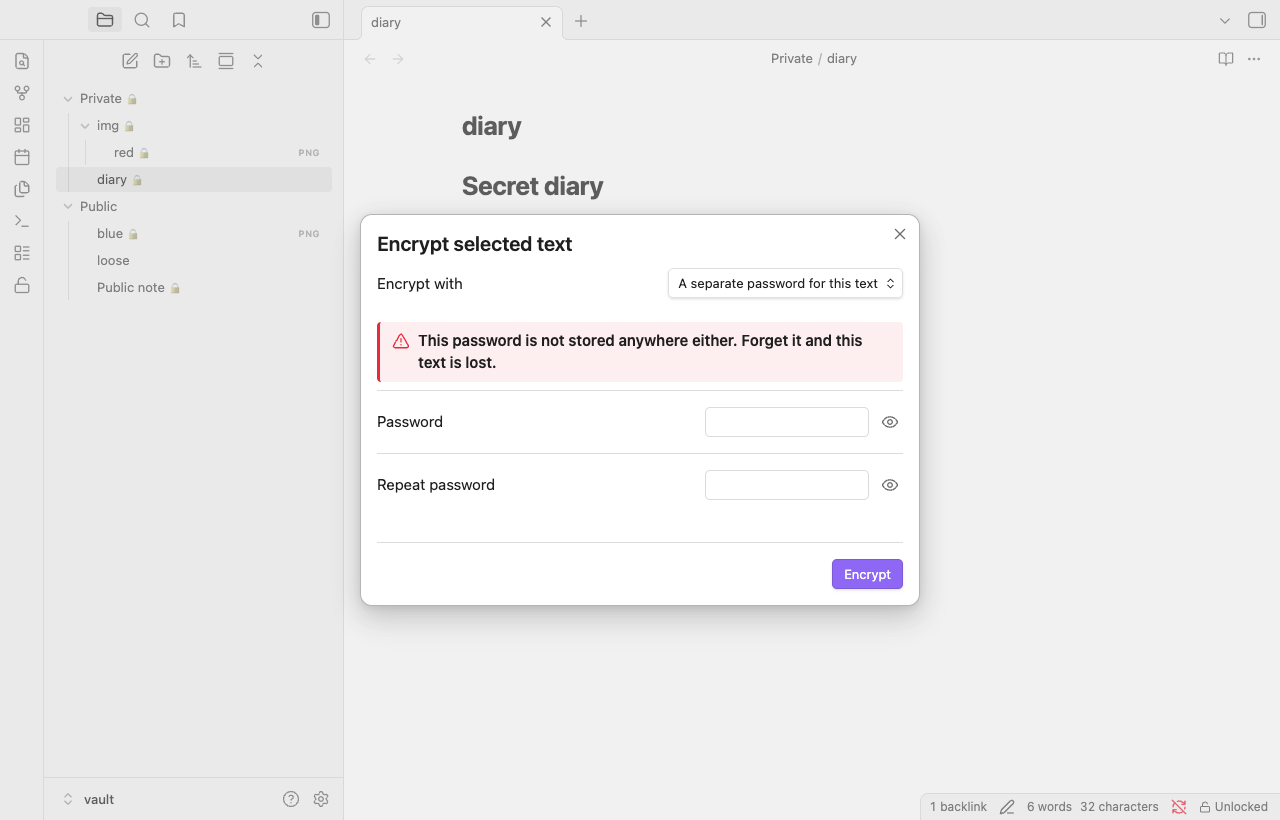 diary
Private / diary
Private
img
red PNG
diary
Public
blue PNG
loose
Public note
diary
Secret diary
Encrypt selected text
Encrypt with A separate password for this text
This password is not stored anywhere either. Forget it and this
text is lost.
Password
Repeat password
Encrypt
vault
1 backlink 6 words 32 characters Unlocked